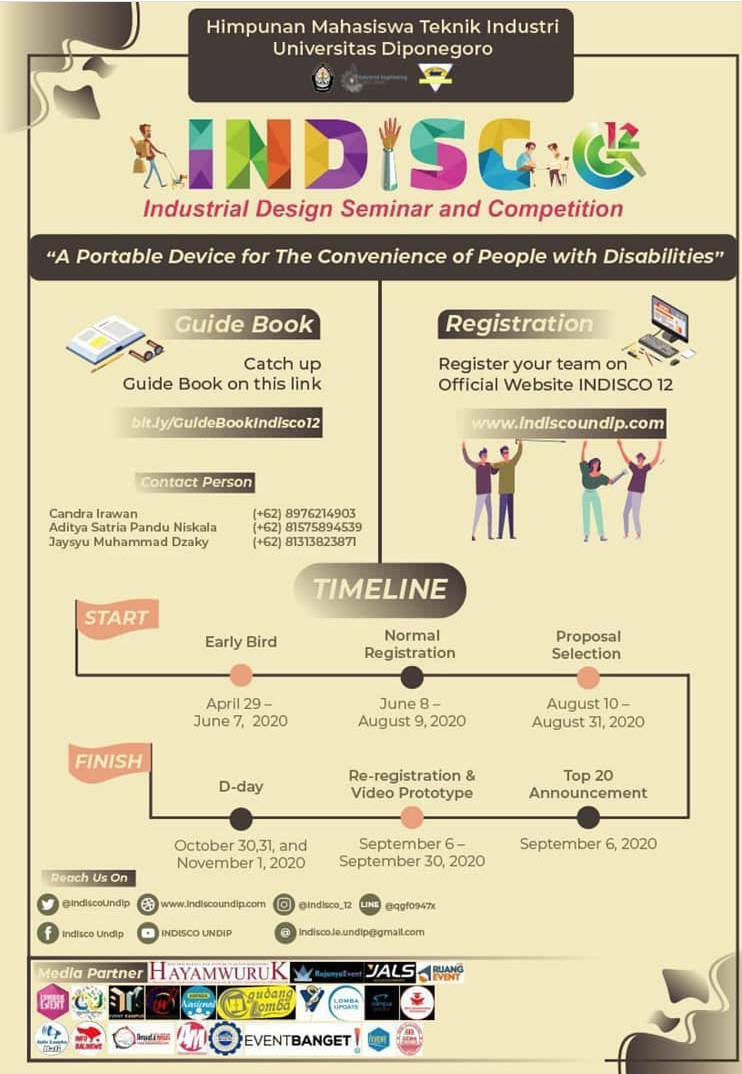 Himpunan Mahasiswa Teknik Industri
Universitas Diponegoro
INDISCO
12
Industrial Design Seminar and Competition
“A Portable Device for The Convenience of People with Disabilities”
Guide Book
Catch up
Guide Book on this link
bit.ly/GuideBookIndisco12
Registration
Register your team on
Official Website INDISCO 12
www.indiscoundip.com
Contact Person
Candra Irawan (+62) 8976214903
Aditya Satria Pandu Niskala (+62) 81575894539
Jaysyu Muhammad Dzaky (+62) 81313823871
TIMELINE
START
Early Bird
April 29 –
June 7, 2020
Normal
Registration
June 8 –
August 9, 2020
Proposal
Selection
August 10 –
August 31, 2020
FINISH
D-day
October 30,31, and
November 1, 2020
Re-registration &
Video Prototype
September 6 –
September 30, 2020
Top 20
Announcement
September 6, 2020
Reach Us On
@IndiscoUndip www.indiscoundip.com @indisco_12 LINE @qgf0947x
Indisco Undip INDISCO UNDIP indisco.ie.undip@gmail.com
Media Partner HAYAMWURUK RajanyaEvent JALS RUANG EVENT
LOMBA EVENT Nasional gudang lomba LOMBA UPDATE
EVENTBANGET!